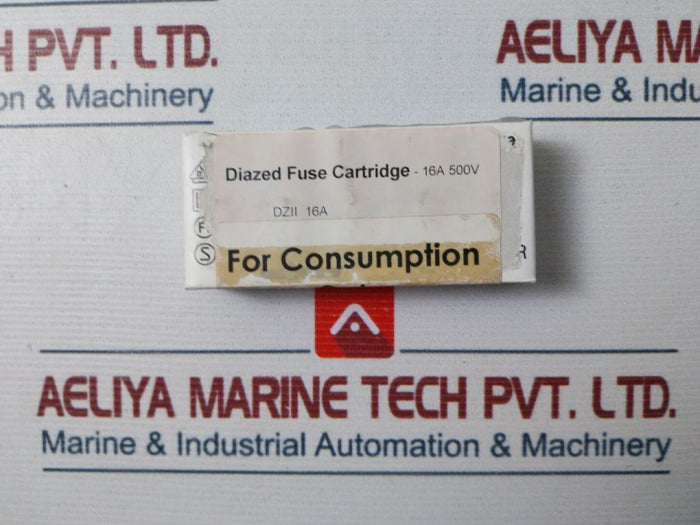 H PVT. LTD.
on & Machinery
AELIYA MA
Marine & Indu
Diazed Fuse Cartridge - 16A 500V
DZII 16A
For Consumption
F
S
R
AELIYA MARINE TECH PVT. LTD.
Marine & Industrial Automation & Machinery